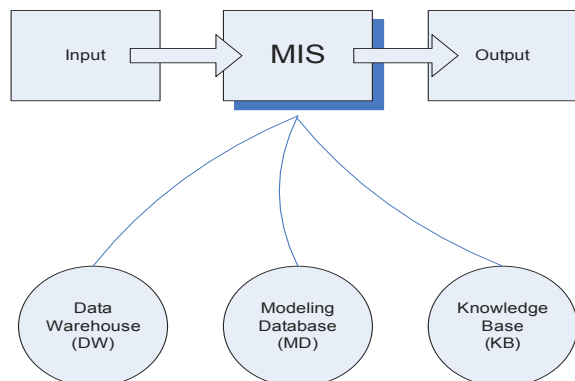 Input
MIS
Output
Data
Warehouse
(DW)
Modeling
Database
(MD)
Knowledge
Base
(KB)